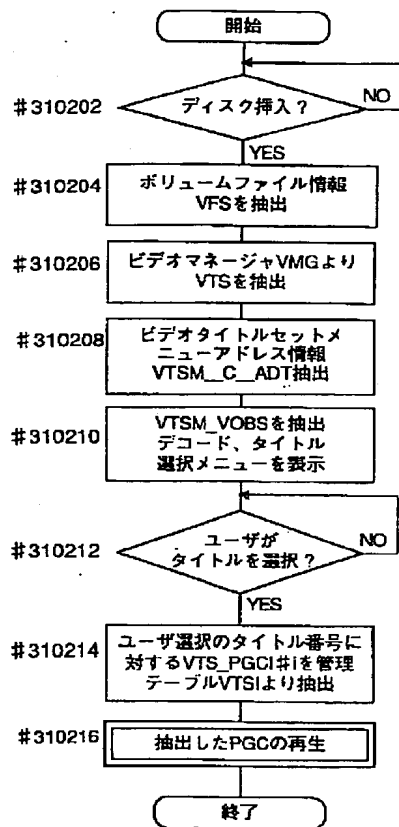 開始
#310202
ディスク挿入？
NO
YES
#310204
ボリュームファイル情報
VFSを抽出
#310206
ビデオマネージャVMGより
VTSを抽出
#310208
ビデオタイトルセットメ
ニューアドレス情報
VTSM__C__ADT抽出
#310210
VTSM_VOBSを抽出
デコード、タイトル
選択メニューを表示
#310212
ユーザが
タイトルを選択？
NO
YES
#310214
ユーザ選択のタイトル番号に
対するVTS_PGCI#iを管理
テーブルVTSIより抽出
#310216
抽出したPGCの再生
終了